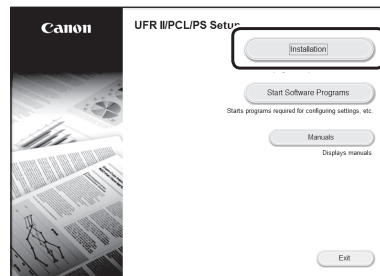 Canon
UFR II/PCL/PS Setup
Installation
Start Software Programs
Starts programs required for configuring settings, etc.
Manuals
Displays manuals.
Exit